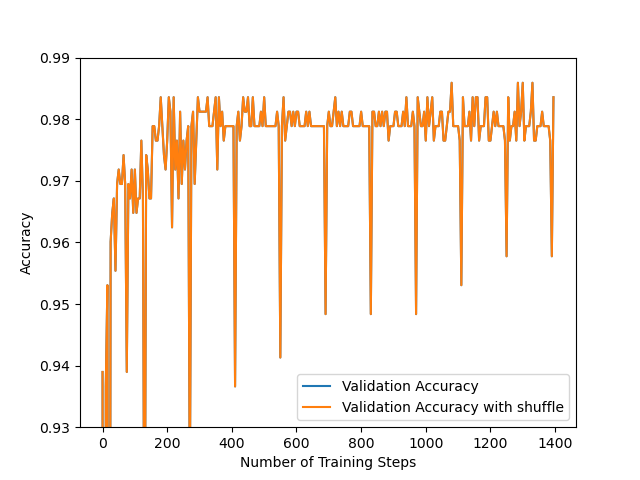 0.99
0.98
0.97
0.96
0.95
0.94
0.93
Accuracy
Validation Accuracy
Validation Accuracy with shuffle
0 200 400 600 800 1000 1200 1400
Number of Training Steps